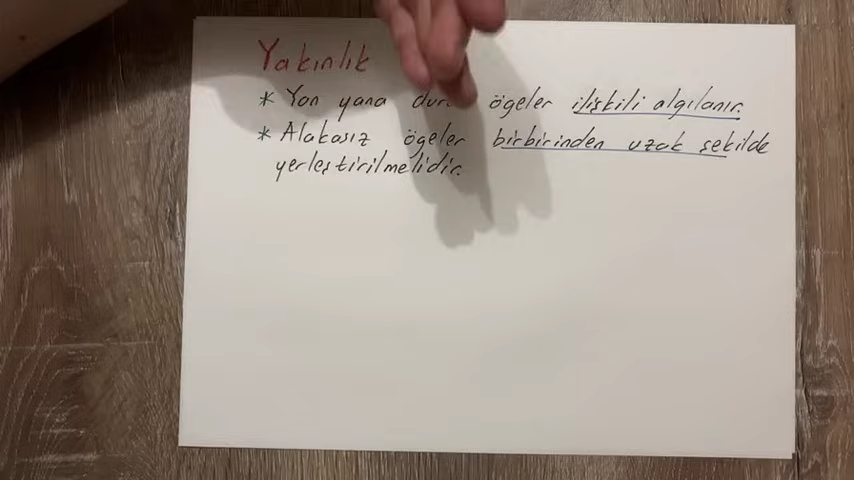 Yakınlık
* Yan yana ögeler ilişkili algılanır.
* Alakasız ögeler birbirinden uzak şekilde
yerleştirilmelidir.